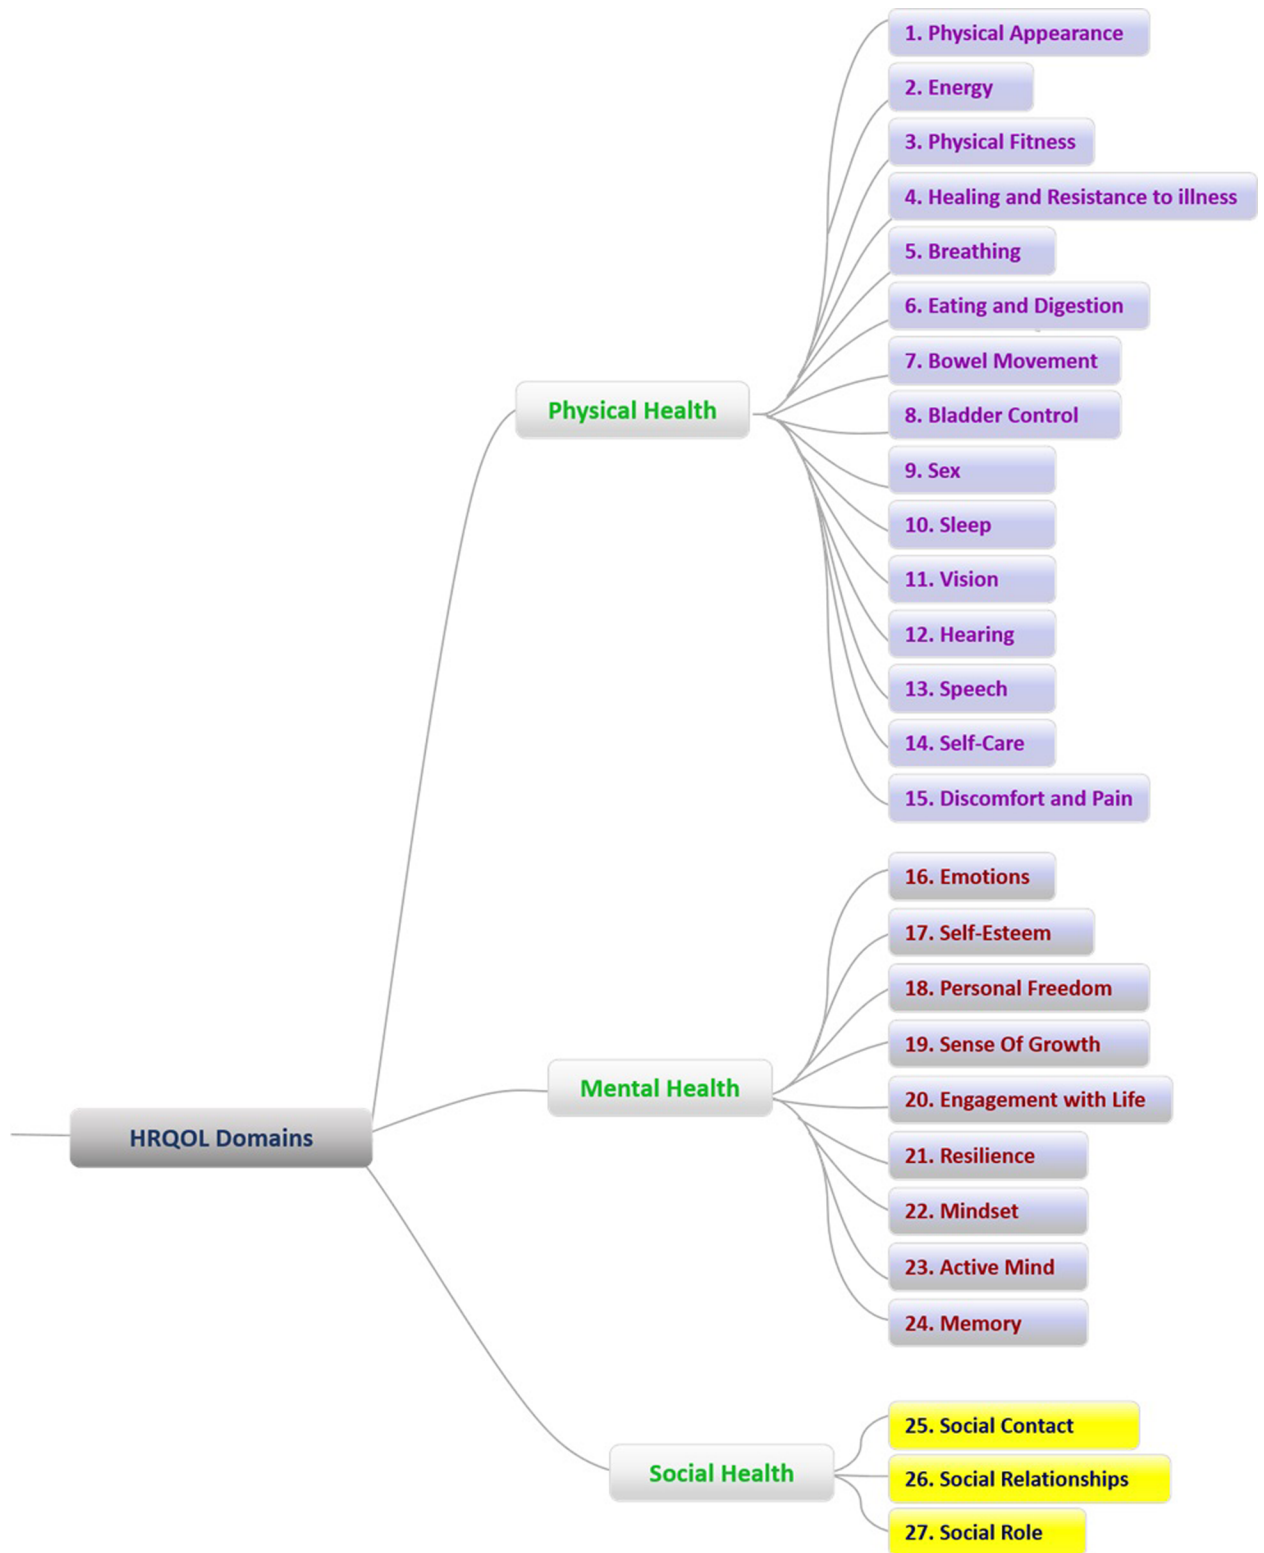 1. Physical Appearance
2. Energy
3. Physical Fitness
4. Healing and Resistance to illness
5. Breathing
6. Eating and Digestion
7. Bowel Movement
8. Bladder Control
9. Sex
10. Sleep
11. Vision
12. Hearing
13. Speech
14. Self-Care
15. Discomfort and Pain
Physical Health
16. Emotions
17. Self-Esteem
18. Personal Freedom
19. Sense Of Growth
20. Engagement with Life
21. Resilience
22. Mindset
23. Active Mind
24. Memory
Mental Health
HRQOL Domains
25. Social Contact
26. Social Relationships
27. Social Role
Social Health